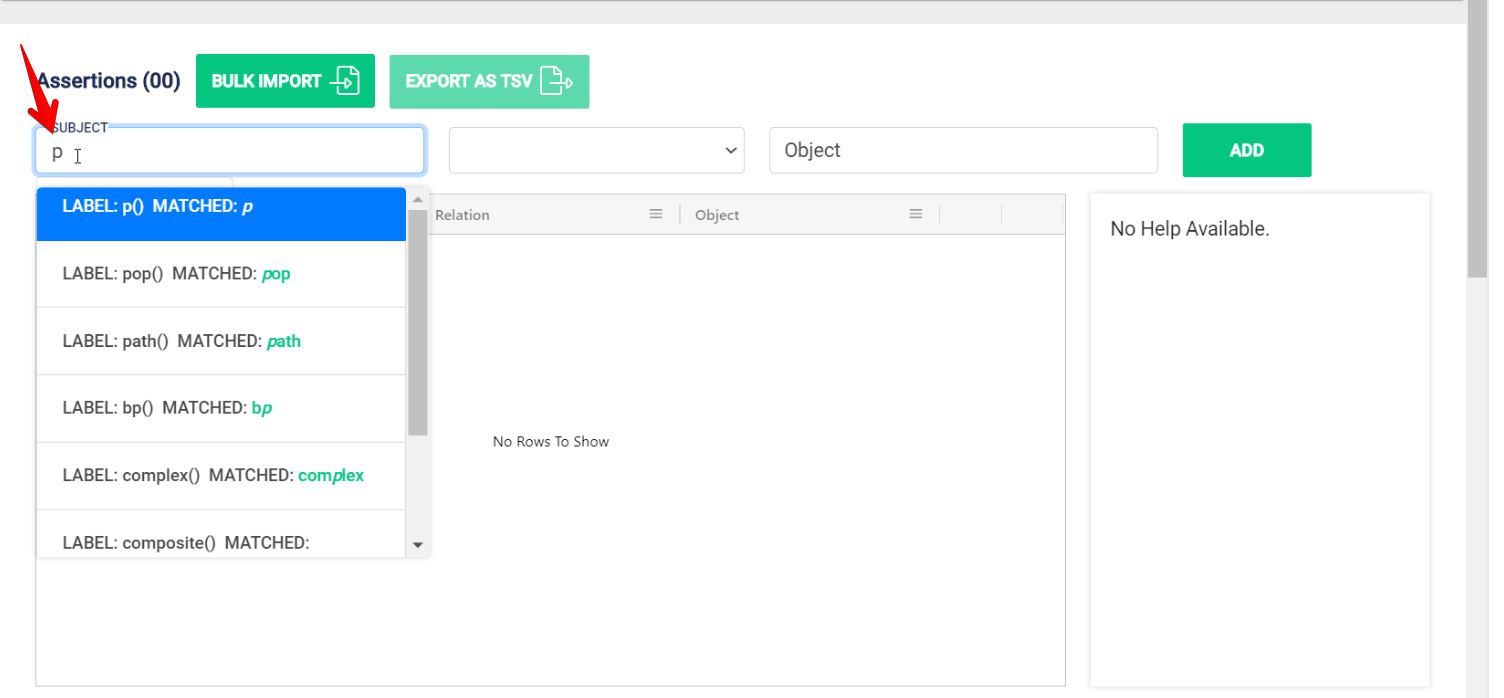 Assertions (00) BULK IMPORT EXPORT AS TSV
SUBJECT
p Object ADD
LABEL: p() MATCHED: p
Relation Object
No Help Available.
LABEL: pop() MATCHED: pop
LABEL: path() MATCHED: path
LABEL: bp() MATCHED: bp
No Rows To Show
LABEL: complex() MATCHED: complex
LABEL: composite() MATCHED: